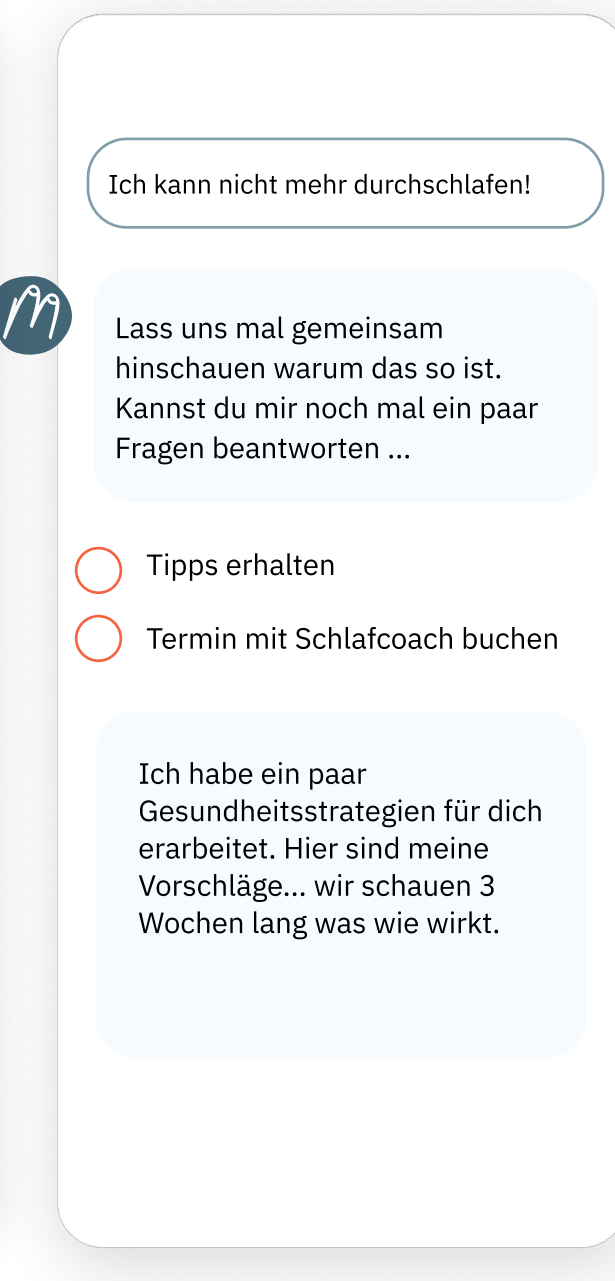 Ich kann nicht mehr durchschlafen!
m
Lass uns mal gemeinsam
hinschauen warum das so ist.
Kannst du mir noch mal ein paar
Fragen beantworten ...
Tipps erhalten
Termin mit Schlafcoach buchen
Ich habe ein paar
Gesundheitsstrategien für dich
erarbeitet. Hier sind meine
Vorschläge... wir schauen 3
Wochen lang was wie wirkt.